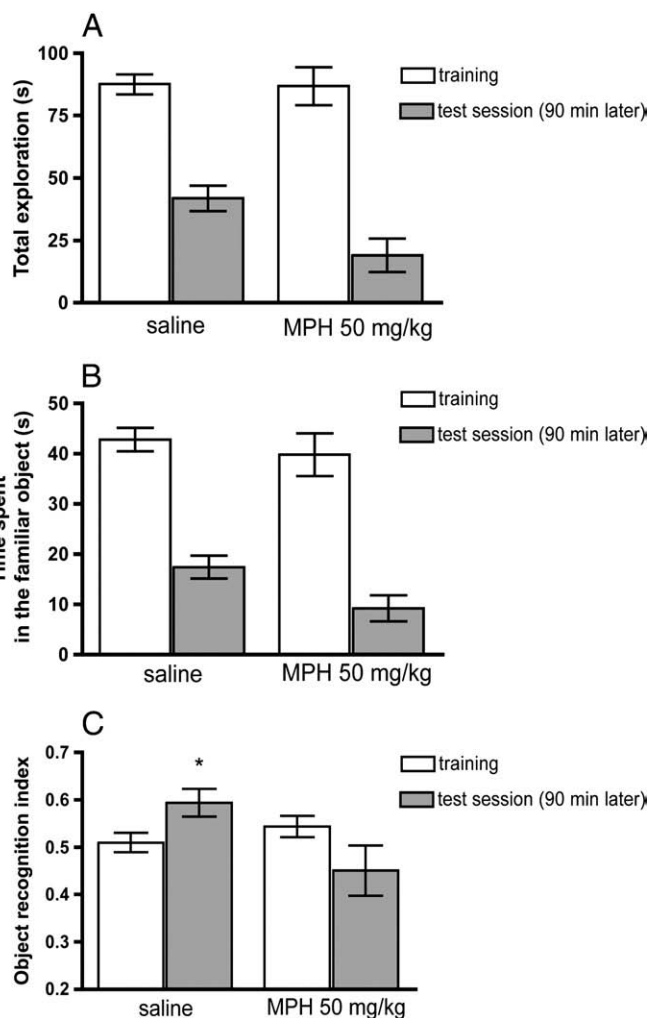 A
100
75
50
25
0
Total exploration (s)
training
test session (90 min later)
saline
MPH 50 mg/kg
B
50
40
30
20
10
0
in the familiar object (s)
training
test session (90 min later)
saline
MPH 50 mg/kg
C
0.7
0.6
0.5
0.4
0.3
0.2
Object recognition index
*
training
test session (90 min later)
saline
MPH 50 mg/kg